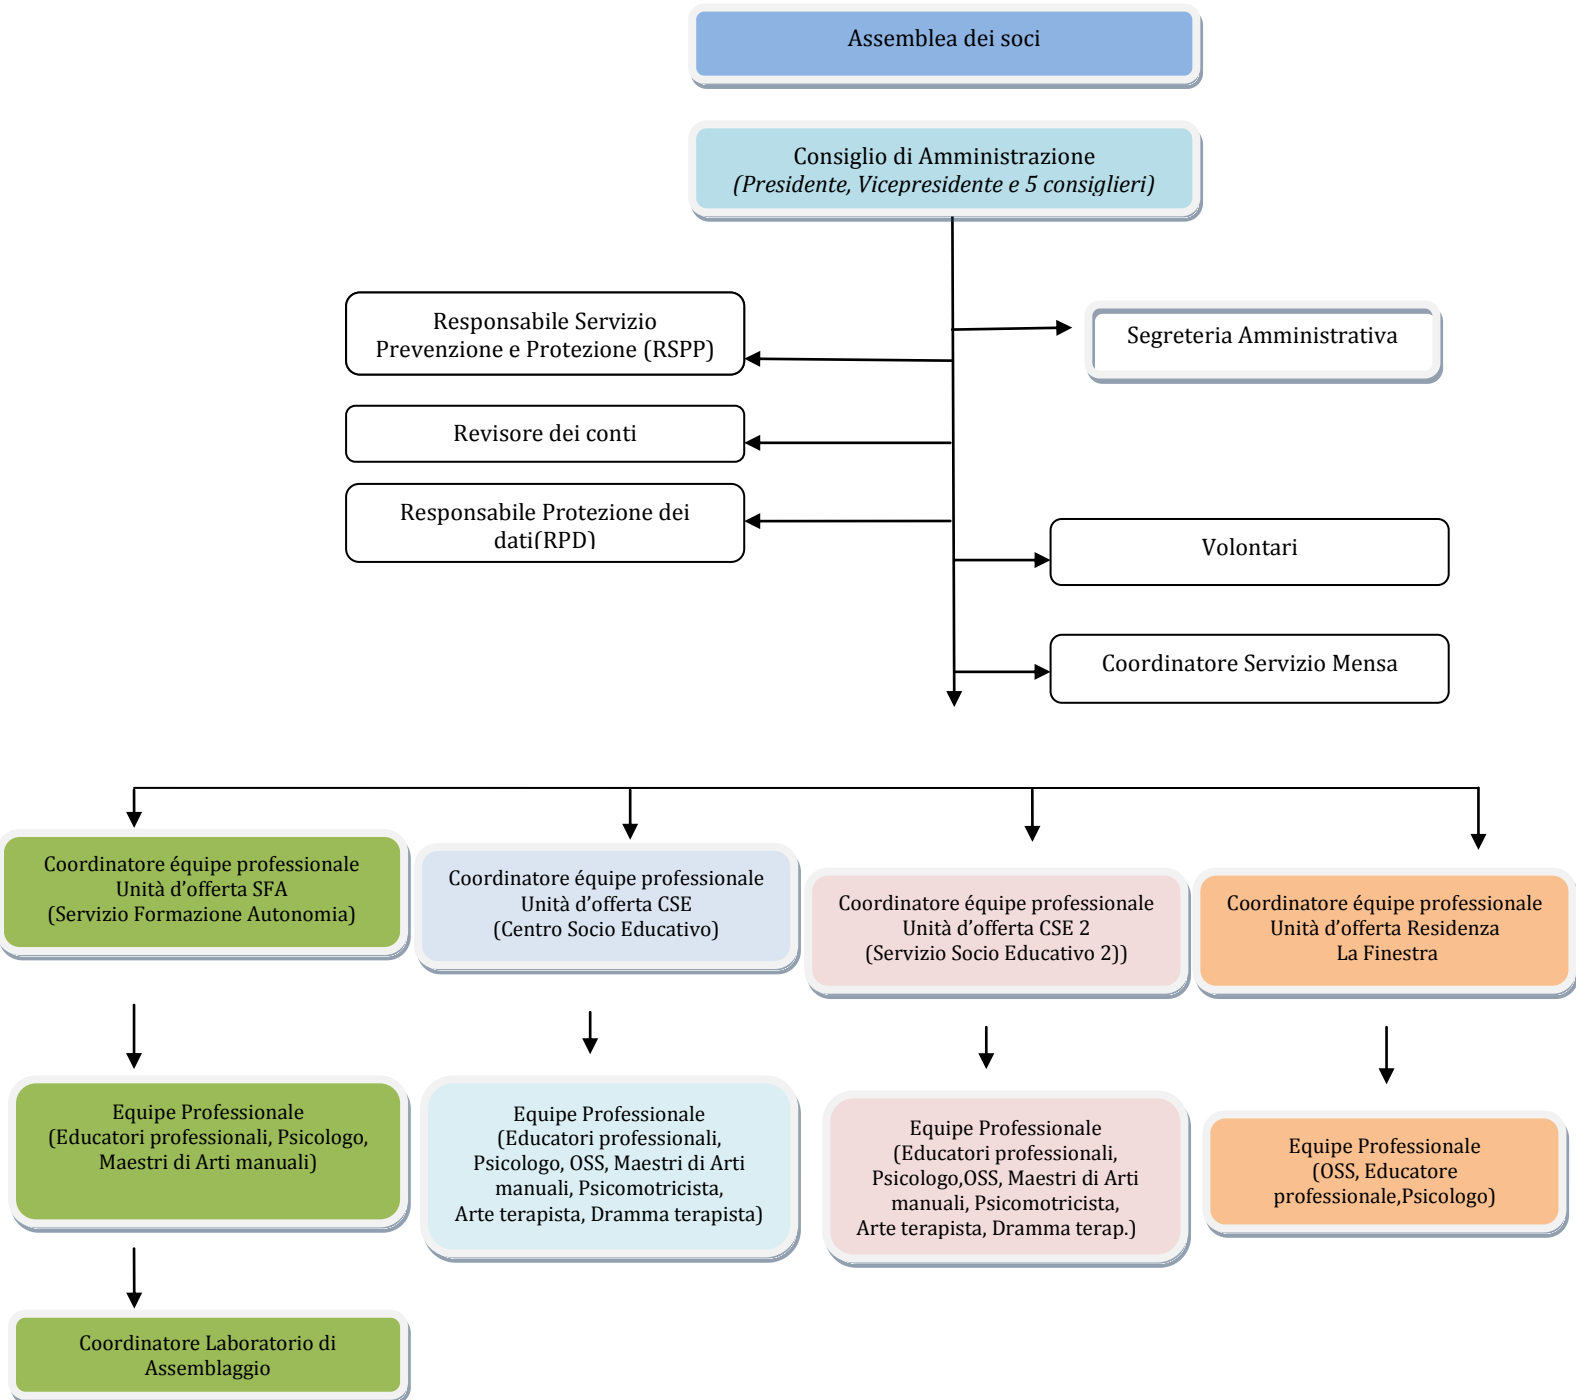 Assemblea dei soci
Consiglio di Amministrazione
(Presidente, Vicepresidente e 5 consiglieri)
Responsabile Servizio
Prevenzione e Protezione (RSPP)
Segreteria Amministrativa
Revisore dei conti
Responsabile Protezione dei
dati(RPD)
Volontari
Coordinatore Servizio Mensa
Coordinatore équipe professionale
Unità d’offerta SFA
(Servizio Formazione Autonomia)
Coordinatore équipe professionale
Unità d’offerta CSE
(Centro Socio Educativo)
Coordinatore équipe professionale
Unità d’offerta CSE 2
(Servizio Socio Educativo 2))
Coordinatore équipe professionale
Unità d’offerta Residenza
La Finestra
Equipe Professionale
(Educatori professionali, Psicologo,
Maestri di Arti manuali)
Equipe Professionale
(Educatori professionali,
Psicologo, OSS, Maestri di Arti
manuali, Psicomotricista,
Arte terapista, Dramma terapista)
Equipe Professionale
(Educatori professionali,
Psicologo,OSS, Maestri di Arti
manuali, Psicomotricista,
Arte terapista, Dramma terap.)
Equipe Professionale
(OSS, Educatore
professionale,Psicologo)
Coordinatore Laboratorio di
Assemblaggio